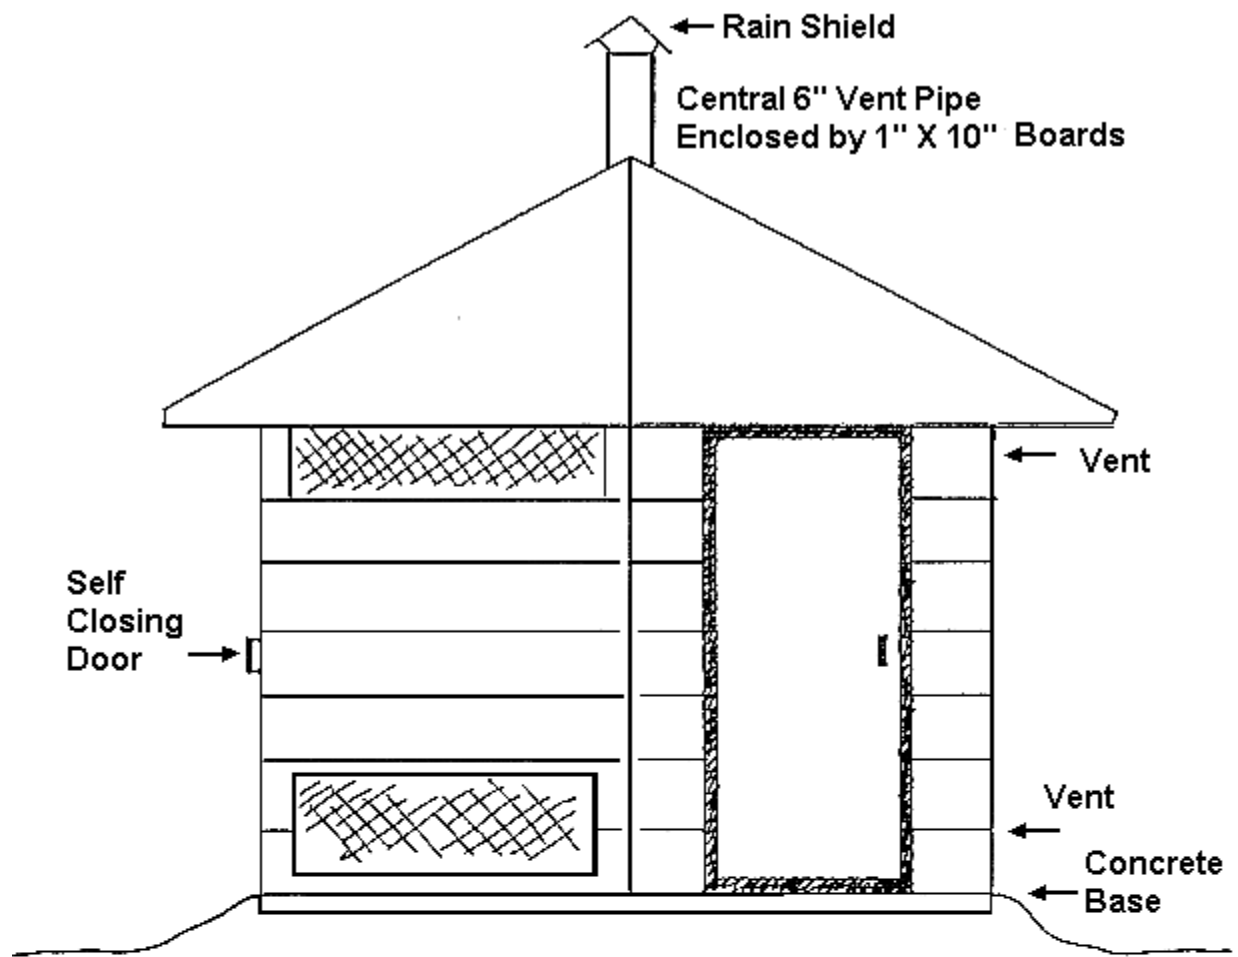 Rain Shield
Central 6" Vent Pipe
Enclosed by 1" X 10" Boards
Vent
Self
Closing
Door
Vent
Concrete
Base